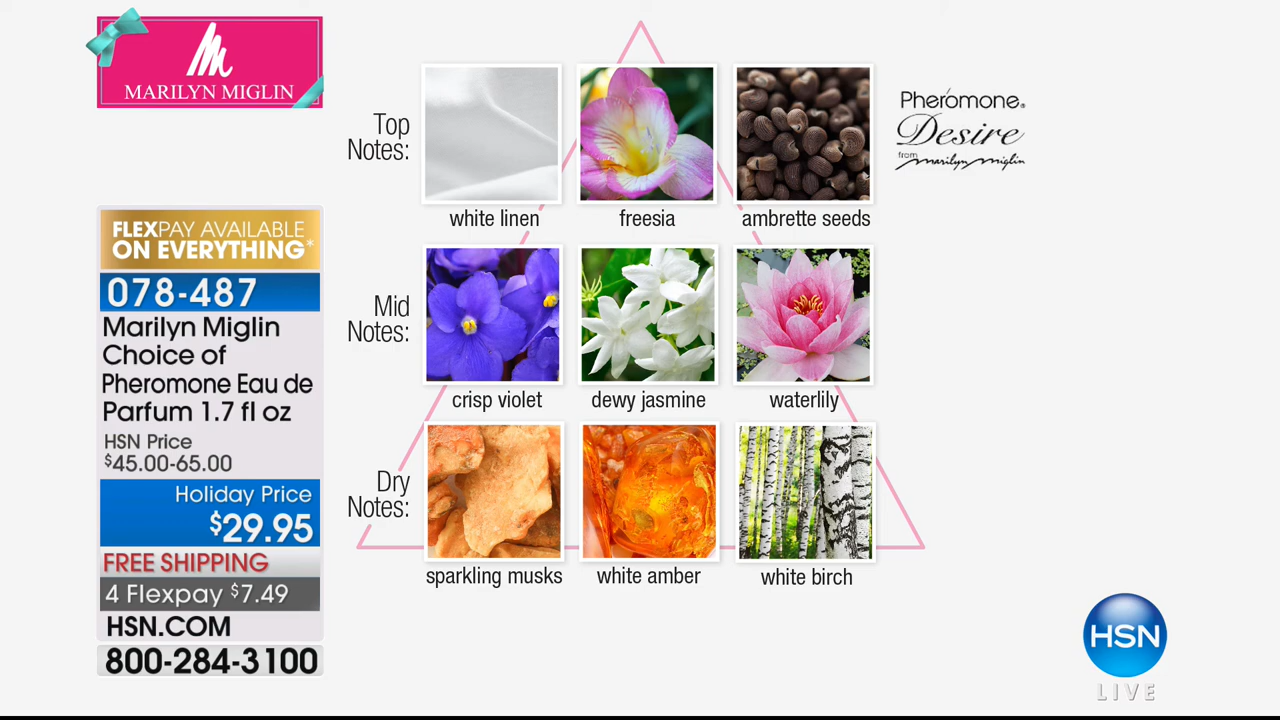 MARILYN MIGLIN
FLEXPAY AVAILABLE
ON EVERYTHING*
078-487
Marilyn Miglin
Choice of
Pheromone Eau de
Parfum 1.7 fl oz
HSN Price
$45.00-65.00
Holiday Price
$29.95
FREE SHIPPING
4 Flexpay $7.49
HSN.COM
800-284-3100
Top
Notes:
white linen
freesia
ambrette seeds
Mid
Notes:
crisp violet
dewy jasmine
waterlily
Dry
Notes:
sparkling musks
white amber
white birch
Pheromone®
Desire
from marilyn miglin
HSN
LIVE